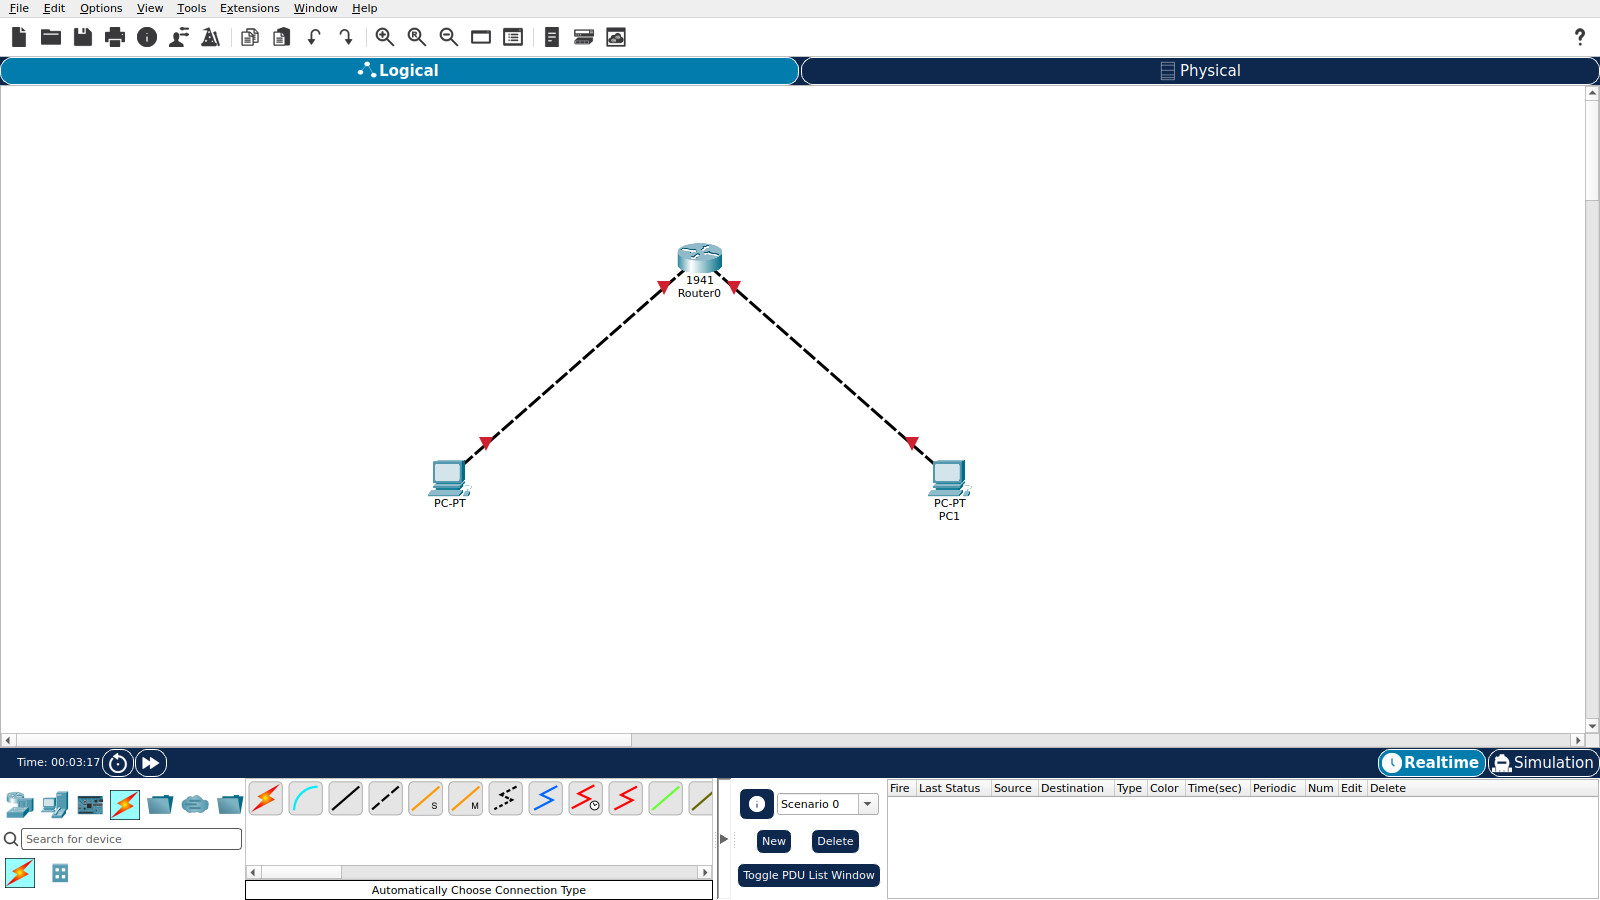 File Edit Options View Tools Extensions Window Help
?
Logical
Physical
1941
Router0
PC-PT
PC-PT
PC1
Time: 00:03:17
Realtime
Simulation
S
M
Search for device
Automatically Choose Connection Type
Scenario 0
New
Delete
Toggle PDU List Window
Fire Last Status Source Destination Type Color Time(sec) Periodic Num Edit Delete